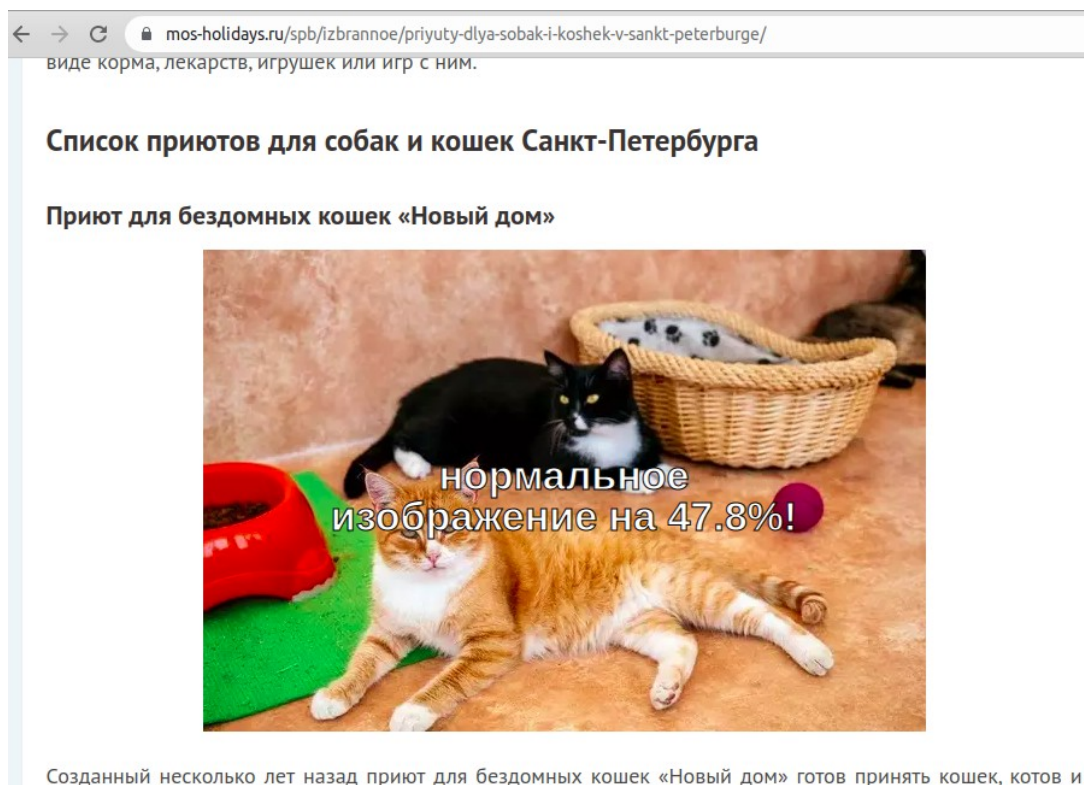 mos-holidays.ru/spb/izbrannoe/priyuty-dlya-sobak-i-koshek-v-sankt-peterburge/
виде корма, лекарств, игрушек или игр с ним.
Список приютов для собак и кошек Санкт-Петербурга
Приют для бездомных кошек «Новый дом»
нормальное
изображение на 47.8%!
Созданный несколько лет назад приют для бездомных кошек «Новый дом» готов принять кошек, котов и